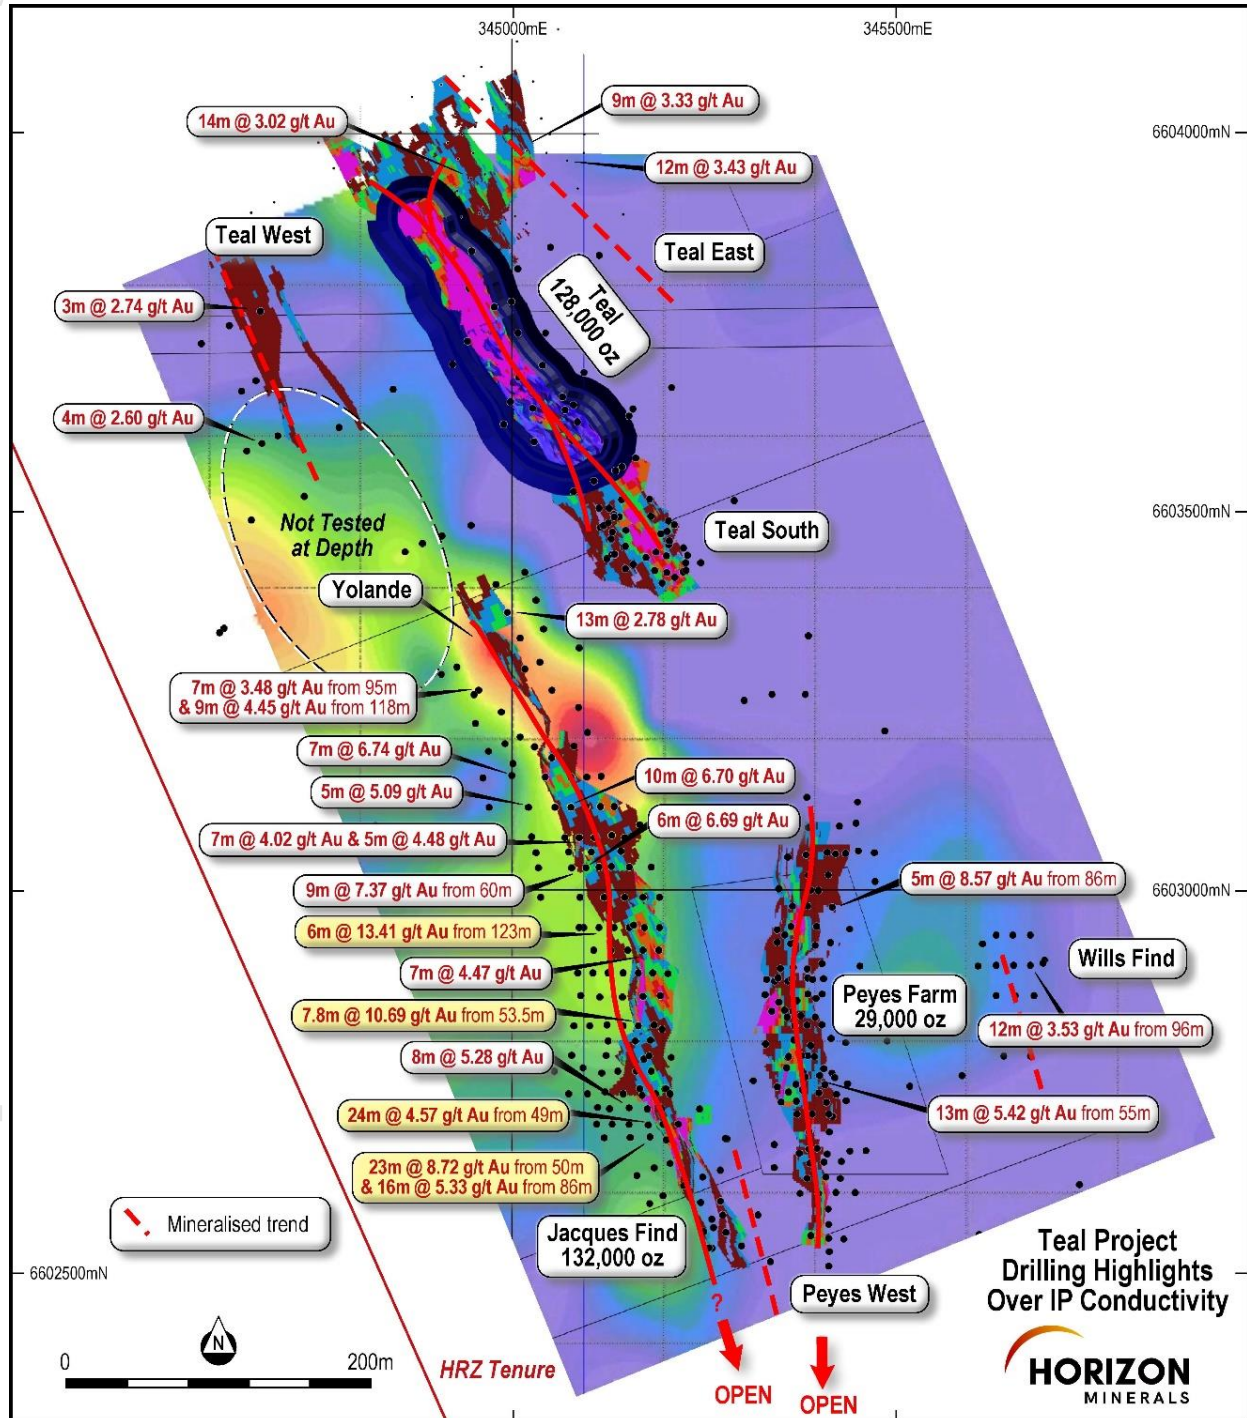 345000mE
345500mE
9m @ 3.33 g/t Au
14m @ 3.02 g/t Au
6604000mN
12m @ 3.43 g/t Au
Teal West
Teal East
Teal
128,000 oz
3m @ 2.74 g/t Au
4m @ 2.60 g/t Au
Not Tested
at Depth
6603500mN
Teal South
Yolande
13m @ 2.78 g/t Au
7m @ 3.48 g/t Au from 95m
& 9m @ 4.45 g/t Au from 118m
7m @ 6.74 g/t Au
10m @ 6.70 g/t Au
5m @ 5.09 g/t Au
6m @ 6.69 g/t Au
7m @ 4.02 g/t Au & 5m @ 4.48 g/t Au
9m @ 7.37 g/t Au from 60m
5m @ 8.57 g/t Au from 86m
6603000mN
6m @ 13.41 g/t Au from 123m
Wills Find
7m @ 4.47 g/t Au
Peyes Farm
29,000 oz
7.8m @ 10.69 g/t Au from 53.5m
12m @ 3.53 g/t Au from 96m
8m @ 5.28 g/t Au
24m @ 4.57 g/t Au from 49m
13m @ 5.42 g/t Au from 55m
23m @ 8.72 g/t Au from 50m
& 16m @ 5.33 g/t Au from 86m
Mineralised trend
Jacques Find
132,000 oz
6602500mN
Teal Project
Drilling Highlights
Over IP Conductivity
Peyes West
?
N
0 200m
HRZ Tenure
OPEN
OPEN
HORIZON
MINERALS